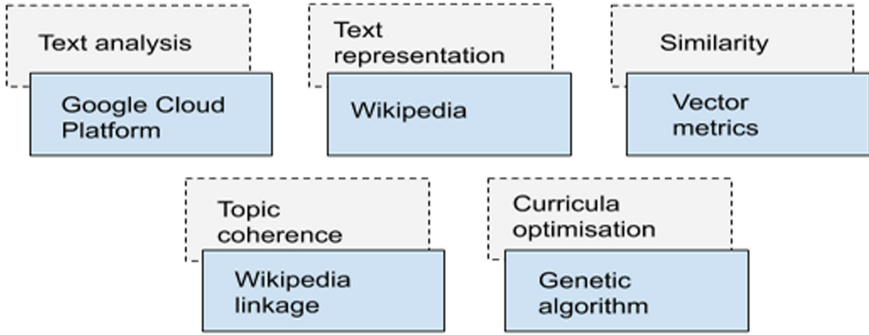 Text analysis
Google Cloud
Platform
Text
representation
Wikipedia
Similarity
Vector
metrics
Topic
coherence
Wikipedia
linkage
Curricula
optimisation
Genetic
algorithm